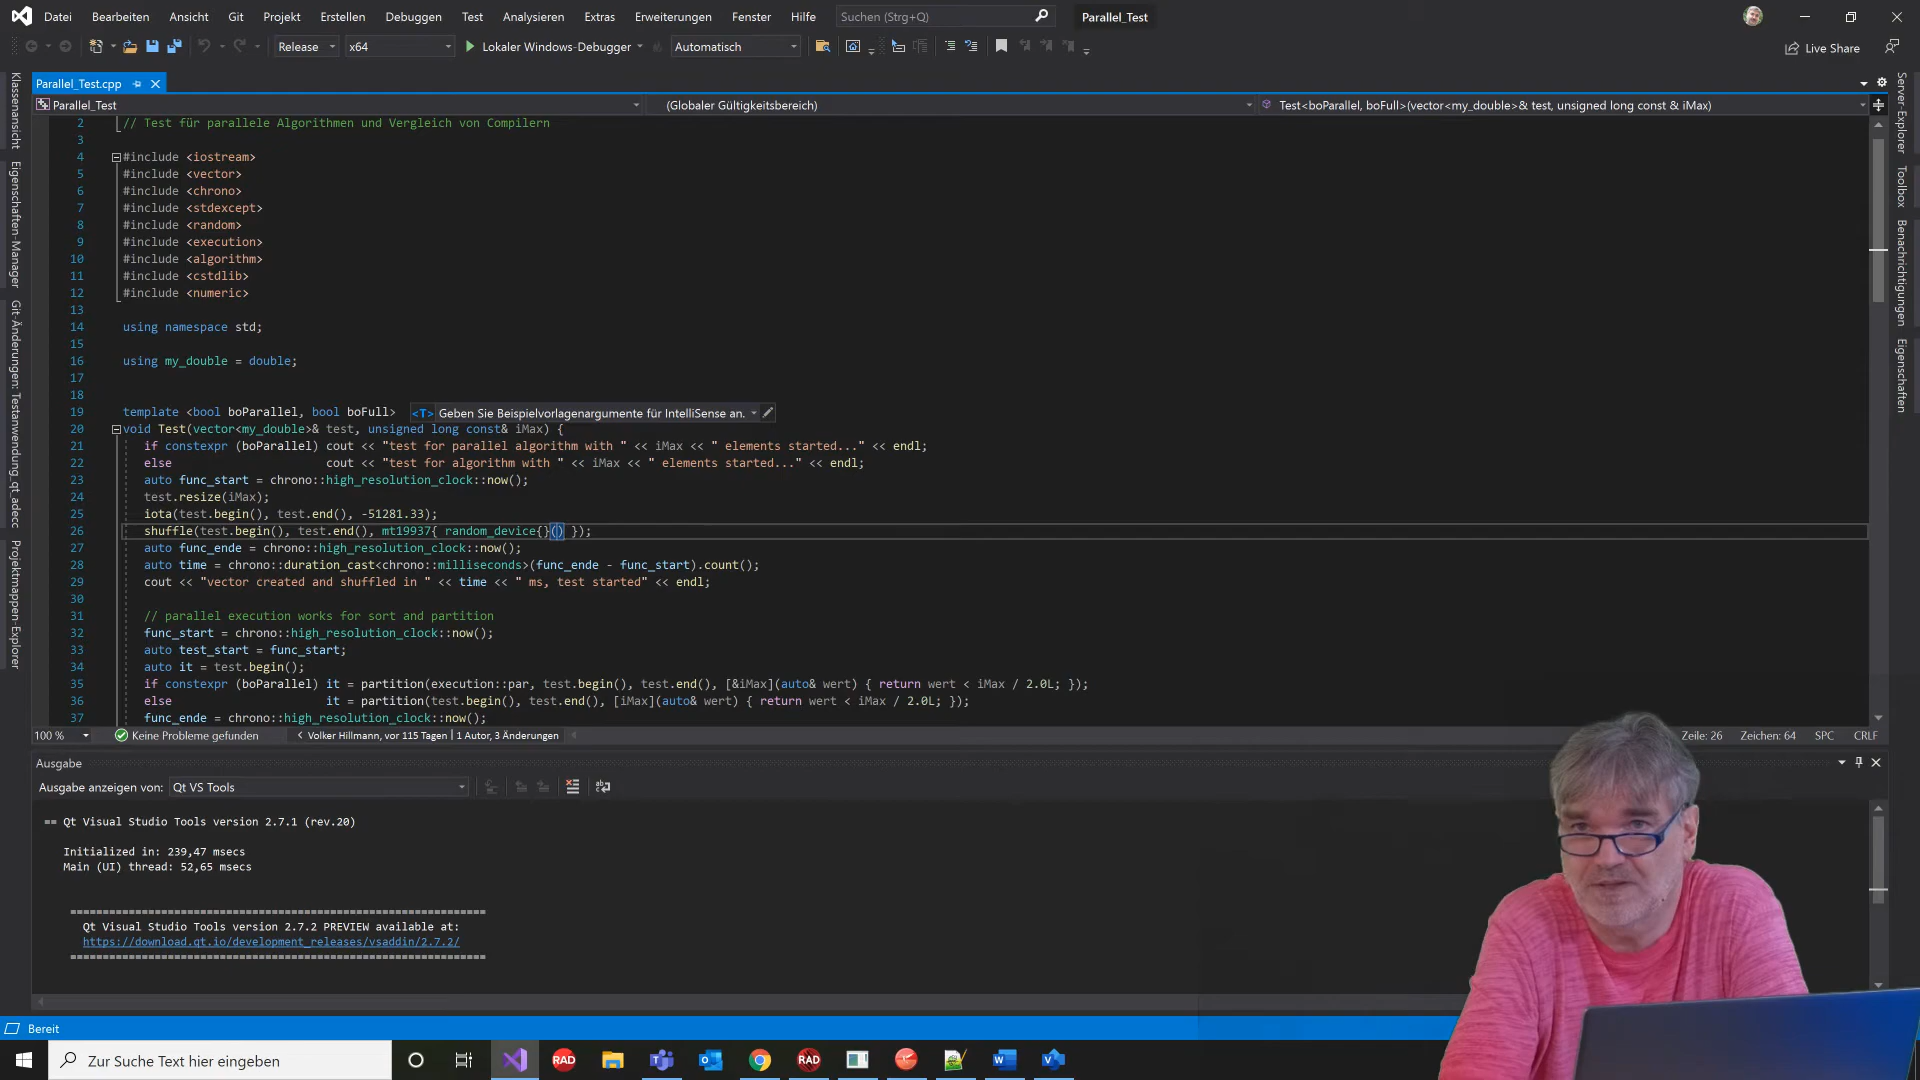 Datei Bearbeiten Ansicht Git Projekt Erstellen Debuggen Test Analysieren Extras Erweiterungen Fenster Hilfe Suchen (Strg+Q) Parallel_Test
Release x64 Lokaler Windows-Debugger Automatisch Live Share
Parallel_Test.cpp
Parallel_Test (Globaler Gültigkeitsbereich) Test<boParallel, boFull>(vector<my_double>& test, unsigned long const & iMax)
2 // Test für parallele Algorithmen und Vergleich von Compilern
3
4 #include <iostream>
5 #include <vector>
6 #include <chrono>
7 #include <stdexcept>
8 #include <random>
9 #include <execution>
10 #include <algorithm>
11 #include <cstdlib>
12 #include <numeric>
13
14 using namespace std;
15
16 using my_double = double;
17
18
19 template <bool boParallel, bool boFull> <T> Geben Sie Beispielvorlagenargumente für IntelliSense an.
20 void Test(vector<my_double>& test, unsigned long const& iMax) {
21 if constexpr (boParallel) cout << "test for parallel algorithm with " << iMax << " elements started..." << endl;
22 else cout << "test for algorithm with " << iMax << " elements started..." << endl;
23 auto func_start = chrono::high_resolution_clock::now();
24 test.resize(iMax);
25 iota(test.begin(), test.end(), -51281.33);
26 shuffle(test.begin(), test.end(), mt19937{ random_device{}() });
27 auto func_ende = chrono::high_resolution_clock::now();
28 auto time = chrono::duration_cast<chrono::milliseconds>(func_ende - func_start).count();
29 cout << "vector created and shuffled in " << time << " ms, test started" << endl;
30
31 // parallel execution works for sort and partition
32 func_start = chrono::high_resolution_clock::now();
33 auto test_start = func_start;
34 auto it = test.begin();
35 if constexpr (boParallel) it = partition(execution::par, test.begin(), test.end(), [&iMax](auto& wert) { return wert < iMax / 2.0L; });
36 else it = partition(test.begin(), test.end(), [iMax](auto& wert) { return wert < iMax / 2.0L; });
37 func_ende = chrono::high_resolution_clock::now();
100 % Keine Probleme gefunden Volker Hillmann, vor 115 Tagen | 1 Autor, 3 Änderungen Zeile: 26 Zeichen: 64 SPC CRLF
Ausgabe
Ausgabe anzeigen von: Qt VS Tools
== Qt Visual Studio Tools version 2.7.1 (rev.20)
Initialized in: 239,47 msecs
Main (UI) thread: 52,65 msecs
================================================================
Qt Visual Studio Tools version 2.7.2 PREVIEW available at:
https://download.qt.io/development_releases/vsaddin/2.7.2/
================================================================
Bereit
Zur Suche Text hier eingeben
RAD
RAD
Klassenansicht
Eigenschaften-Manager
Git-Änderungen: Testanwendung_qt_adecc
Projektmappen-Explorer
Server-Explorer
Toolbox
Benachrichtigungen
Eigenschaften